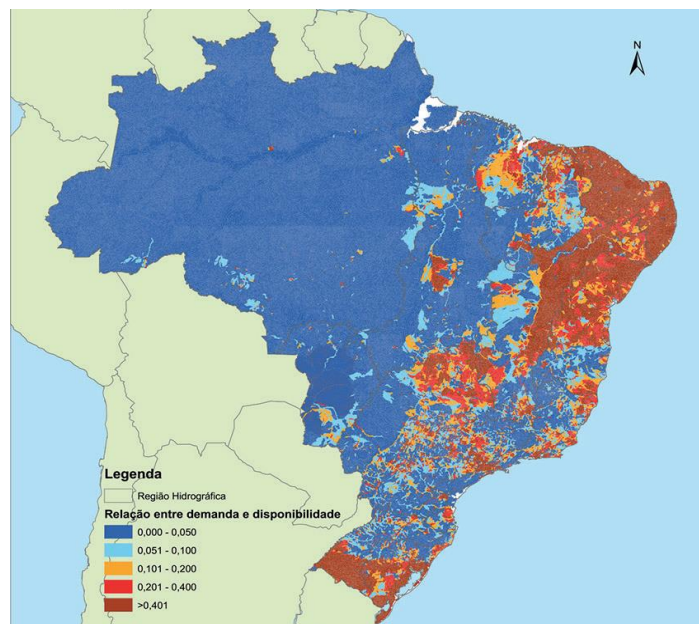 N
Legenda
Região Hidrográfica
Relação entre demanda e disponibilidade
0,000 - 0,050
0,051 - 0,100
0,101 - 0,200
0,201 - 0,400
>0,401